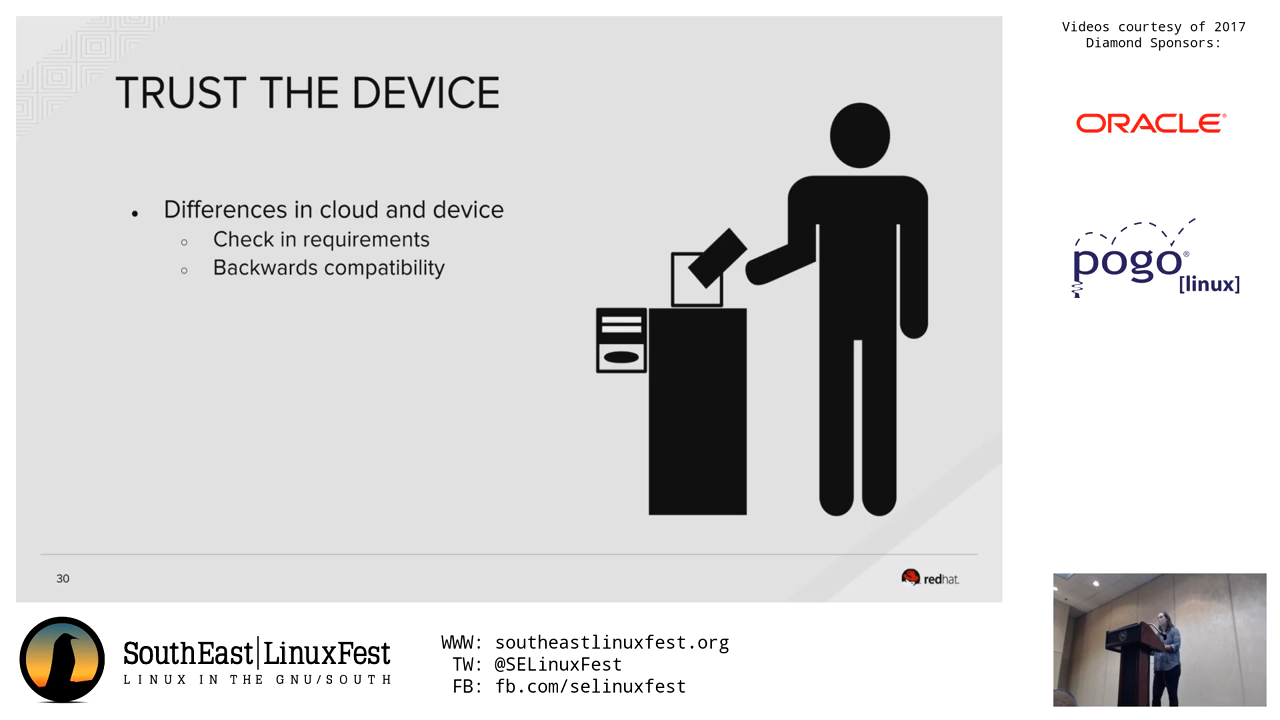 TRUST THE DEVICE
• Differences in cloud and device
○ Check in requirements
○ Backwards compatibility
30
redhat.
Videos courtesy of 2017
Diamond Sponsors:
ORACLE®
pogo®
[linux]
SouthEast|LinuxFest
LINUX IN THE GNU/SOUTH
WWW: southeastlinuxfest.org
TW: @SELinuxFest
FB: fb.com/selinuxfest